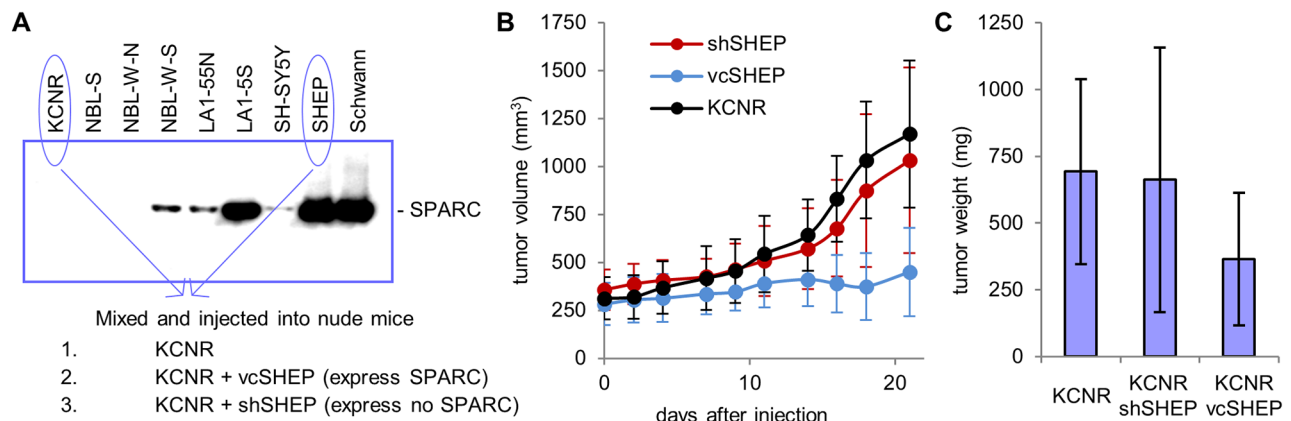 A
KCNR
NBL-S
NBL-W-N
NBL-W-S
LA1-55N
LA1-5S
SH-SY5Y
SHEP
Schwann
- SPARC
Mixed and injected into nude mice
1. KCNR
2. KCNR + vcSHEP (express SPARC)
3. KCNR + shSHEP (express no SPARC)
B
tumor volume (mm³)
1750
1500
1250
1000
750
500
250
0
shSHEP
vcSHEP
KCNR
0 10 20
days after injection
C
tumor weight (mg)
1250
1000
750
500
250
0
KCNR
KCNR shSHEP
KCNR vcSHEP